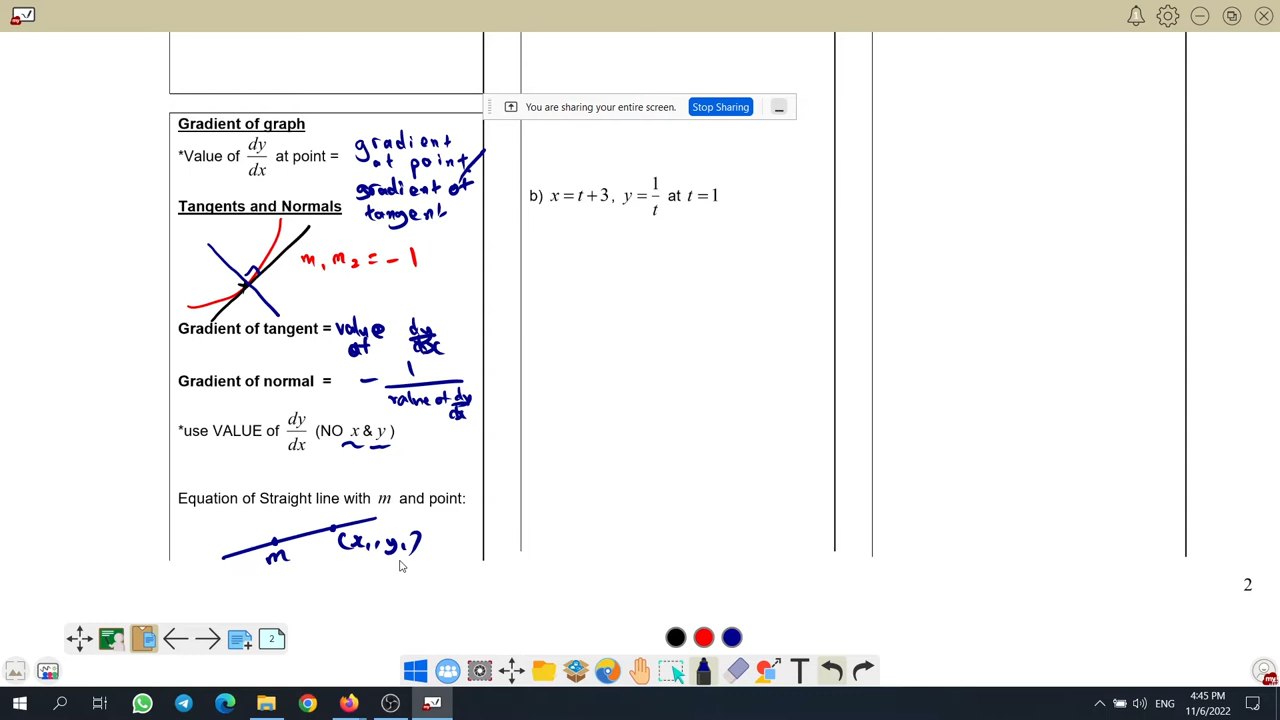 You are sharing your entire screen. Stop Sharing
Gradient of graph
*Value of dy/dx at point = gradient at point
gradient of tangent
Tangents and Normals
m₁ m₂ = -1
Gradient of tangent = value of dy/dx
Gradient of normal = - 1/value of dy/dx
*use VALUE of dy/dx (NO x & y )
Equation of Straight line with m and point:
m (x₁, y₁)
b) x = t + 3, y = 1/t at t = 1
2
2
ENG
4:45 PM
11/6/2022